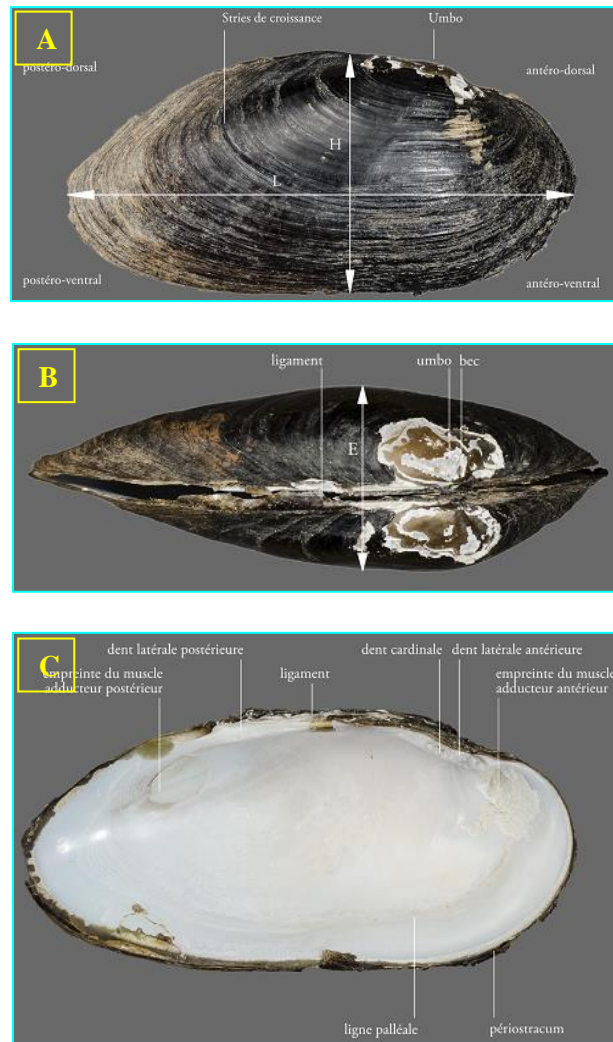 A
Stries de croissance
Umbo
postéro-dorsal
antéro-dorsal
H
L
postéro-ventral
antéro-ventral
B
ligament
umbo
bec
E
C
dent latérale postérieure
dent cardinale
dent latérale antérieure
empreinte du muscle
adducteur postérieur
ligament
empreinte du muscle
adducteur antérieur
ligne palléale
périostracum